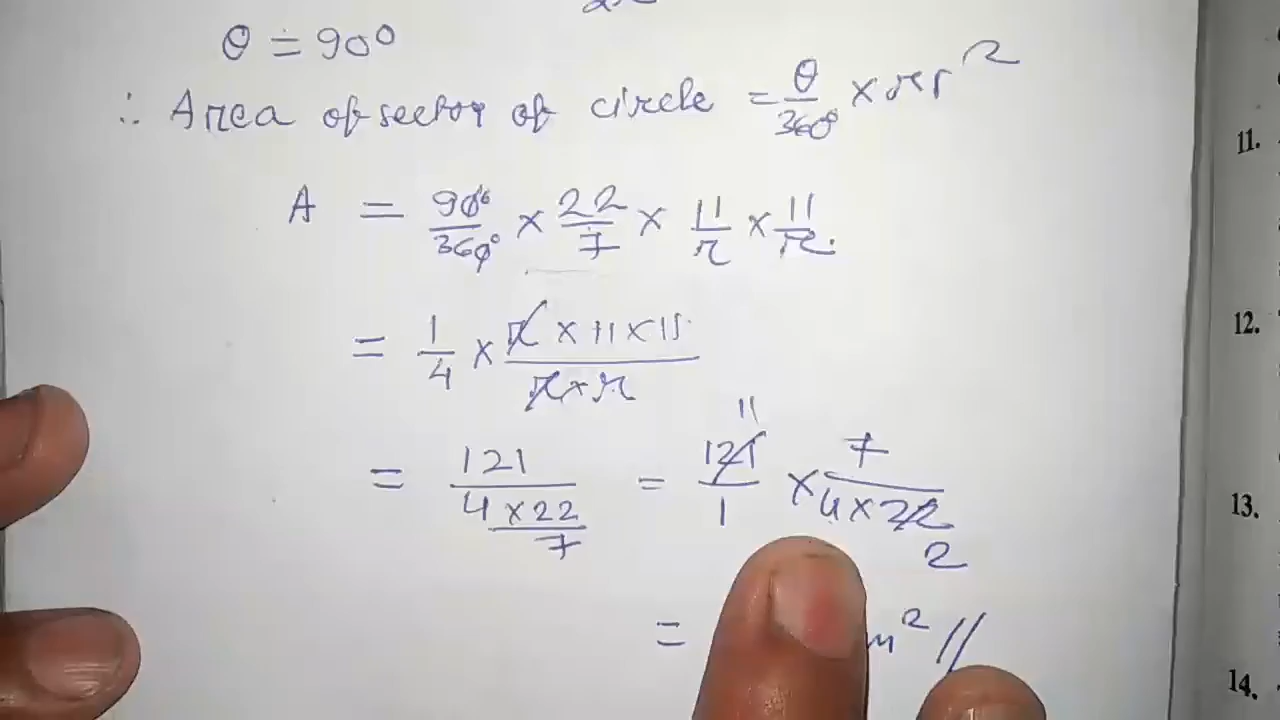 θ = 90°
∴ Area of sector of circle = θ/360° × πr²
A = 90°/360° × 22/7 × 11/π × 11/π.
= 1/4 × π × 11 × 11/π × π
= 121/4 × 22/7 = 121/1 × 7/4 × 22 11 2
= m² //
11.
12.
13.
14.